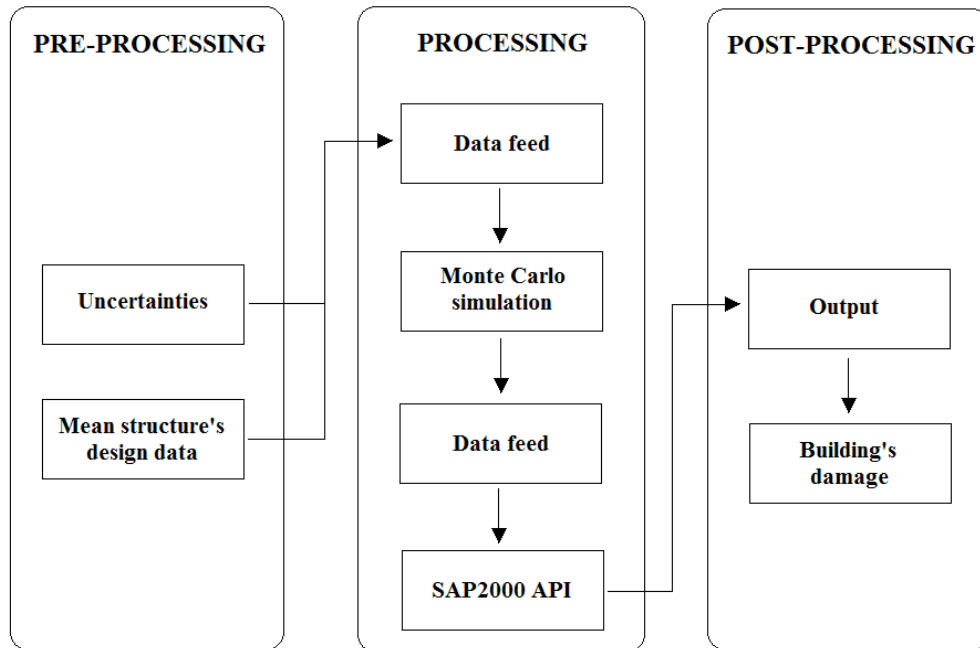 PRE-PROCESSING
Uncertainties
Mean structure's
design data
PROCESSING
Data feed
Monte Carlo
simulation
Data feed
SAP2000 API
POST-PROCESSING
Output
Building's
damage